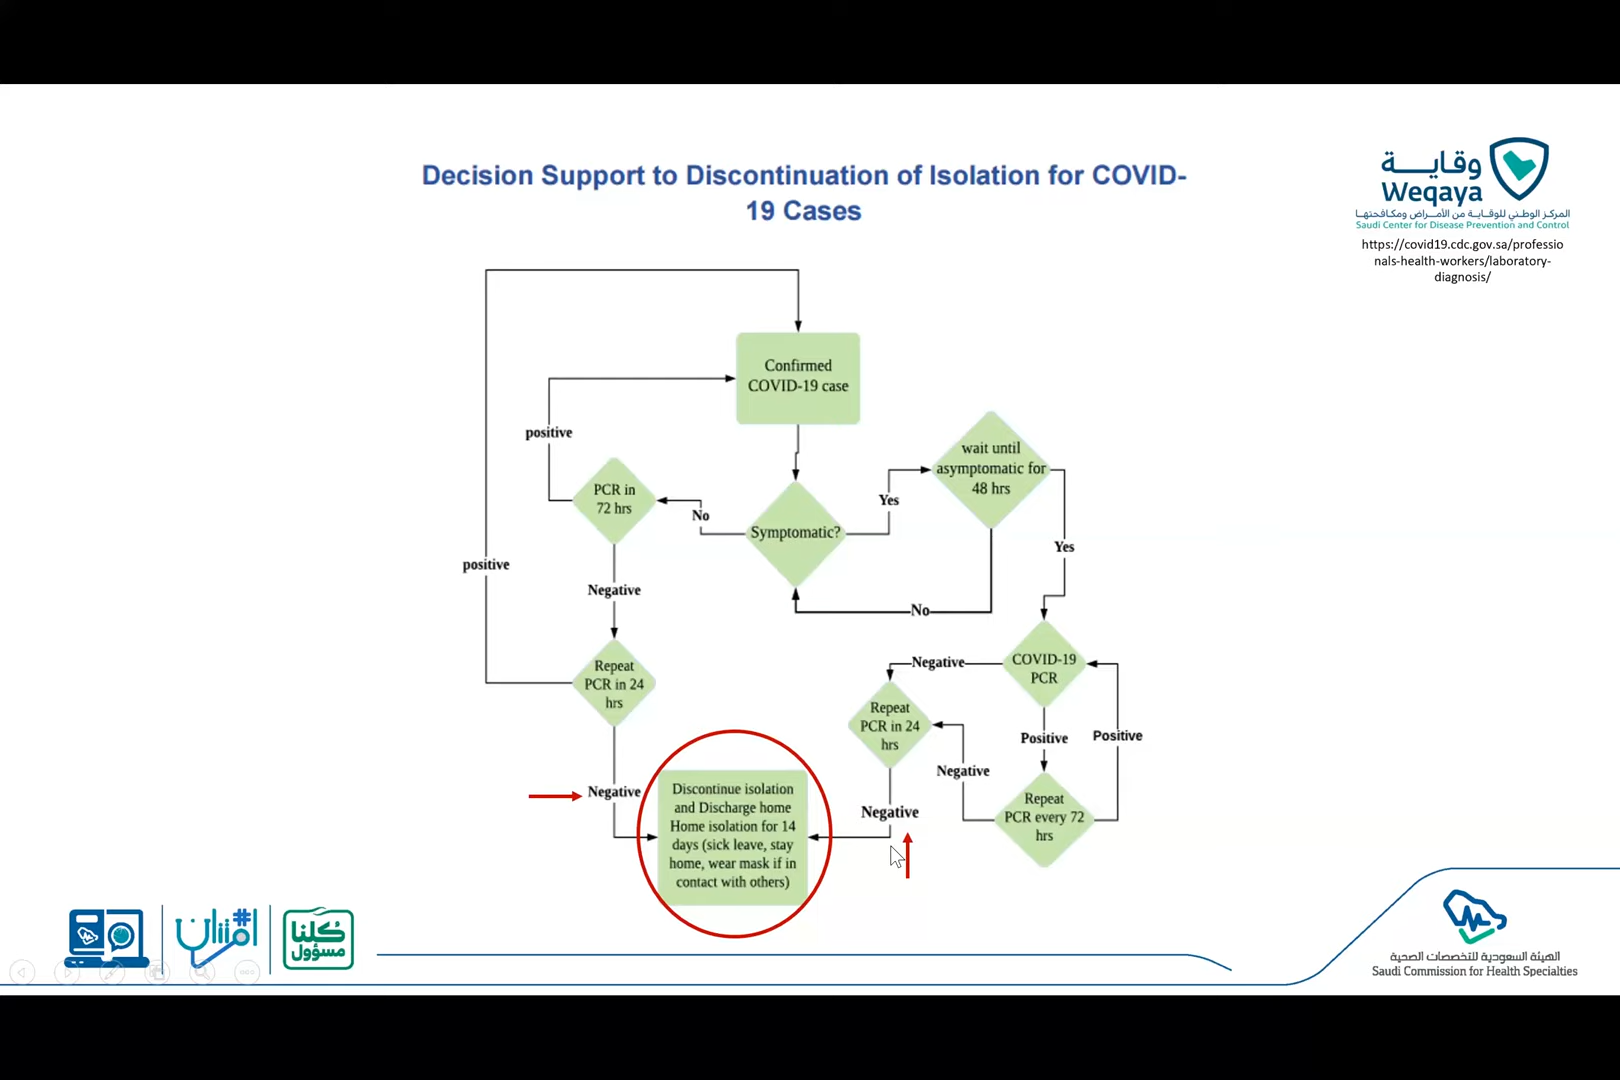 Decision Support to Discontinuation of Isolation for COVID-
19 Cases
وقاية
Weqaya
المركز الوطني للوقاية من الأمراض ومكافحتها
Saudi Center for Disease Prevention and Control
https://covid19.cdc.gov.sa/professio
nals-health-workers/laboratory-
diagnosis/
Confirmed
COVID-19 case
positive
wait until
asymptomatic for
48 hrs
PCR in
72 hrs
No
Symptomatic?
Yes
Yes
positive
Negative
No
Repeat
PCR in 24
hrs
Negative
COVID-19
PCR
Repeat
PCR in 24
hrs
Positive
Positive
Negative
Negative
Discontinue isolation
and Discharge home
Home isolation for 14
days (sick leave, stay
home, wear mask if in
contact with others)
Negative
Repeat
PCR every 72
hrs
#
كلنا
مسؤول
الهيئة السعودية للتخصصات الصحية
Saudi Commission for Health Specialties